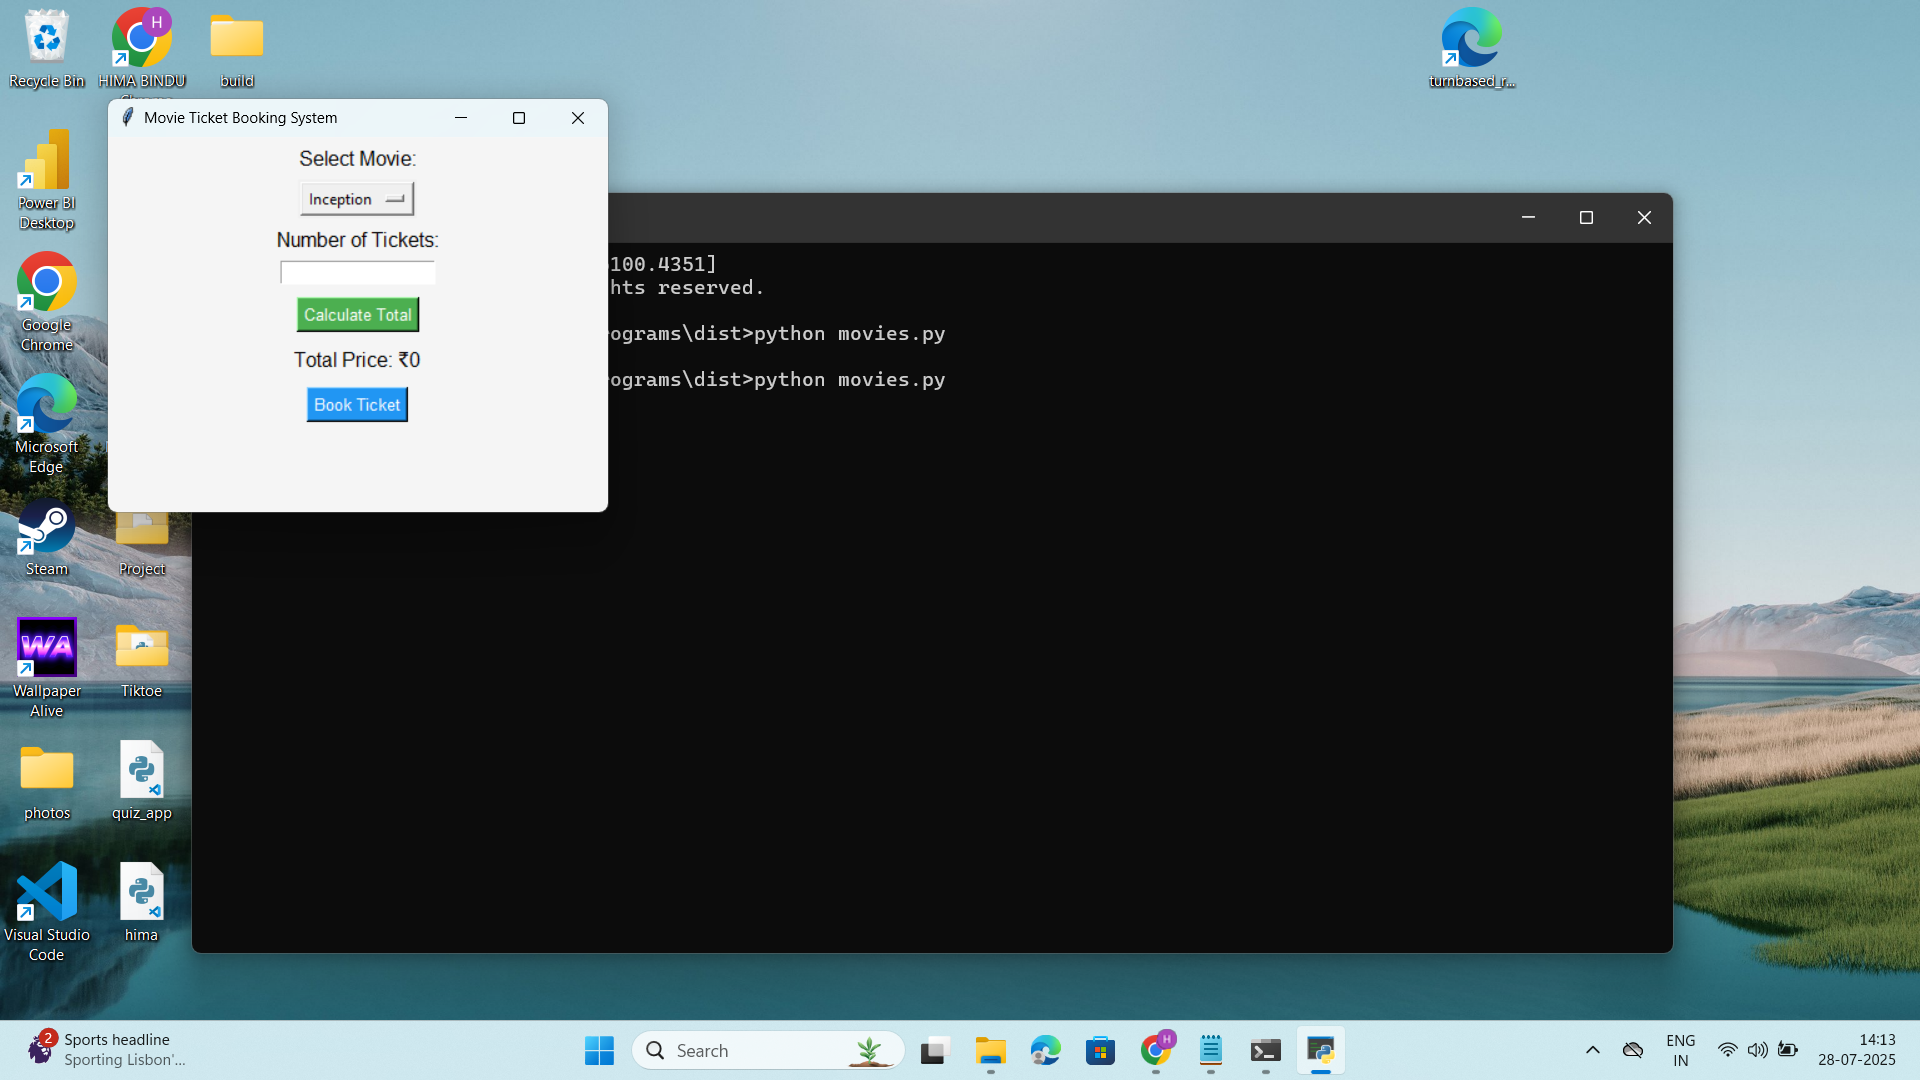 Recycle Bin
HIMA BINDU
build
turnbased_r...
Power BI
Desktop
Google
Chrome
Microsoft
Edge
Steam
Project
Wallpaper
Alive
Tiktoe
photos
quiz_app
Visual Studio
Code
hima
Movie Ticket Booking System
Select Movie:
Inception
Number of Tickets:
Calculate Total
Total Price: ₹0
Book Ticket
100.4351]
hts reserved.
ograms\dist>python movies.py
ograms\dist>python movies.py
WA
H
2
Sports headline
Sporting Lisbon'...
Search
H
ENG
IN
14:13
28-07-2025